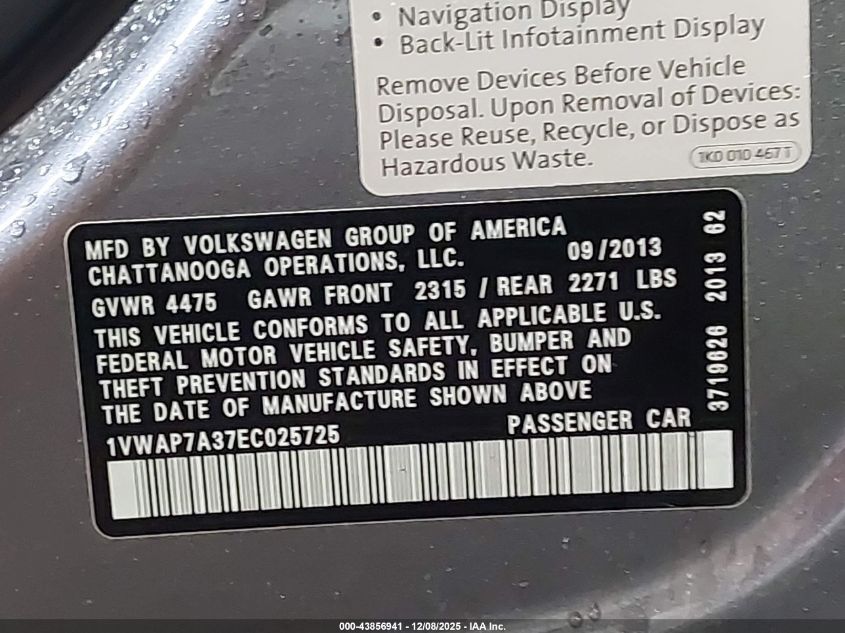 • Navigation Display
• Back-Lit Infotainment Display
Remove Devices Before Vehicle
Disposal. Upon Removal of Devices:
Please Reuse, Recycle, or Dispose as
Hazardous Waste.
1K0 010 467 T
MFD BY VOLKSWAGEN GROUP OF AMERICA
CHATTANOOGA OPERATIONS, LLC. 09/2013
GVWR 4475 GAWR FRONT 2315 / REAR 2271 LBS
THIS VEHICLE CONFORMS TO ALL APPLICABLE U.S.
FEDERAL MOTOR VEHICLE SAFETY, BUMPER AND
THEFT PREVENTION STANDARDS IN EFFECT ON
THE DATE OF MANUFACTURE SHOWN ABOVE
1VWAP7A37EC025725 PASSENGER CAR
3719626 2013 62
000-43856941 - 12/08/2025 - IAA Inc.